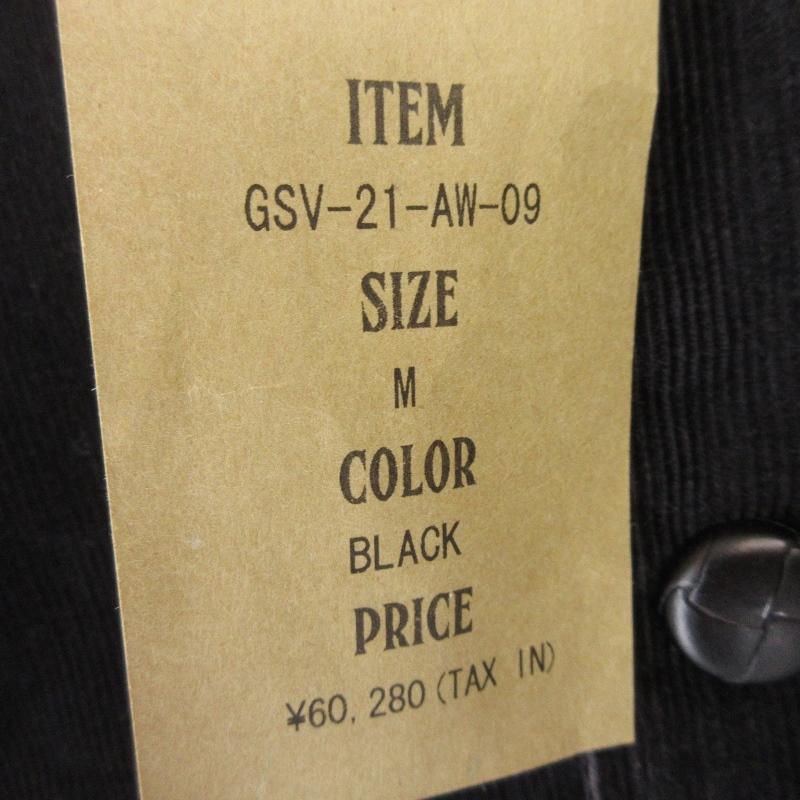 ITEM
GSV-21-AW-09
SIZE
M
COLOR
BLACK
PRICE
¥60,280(TAX IN)